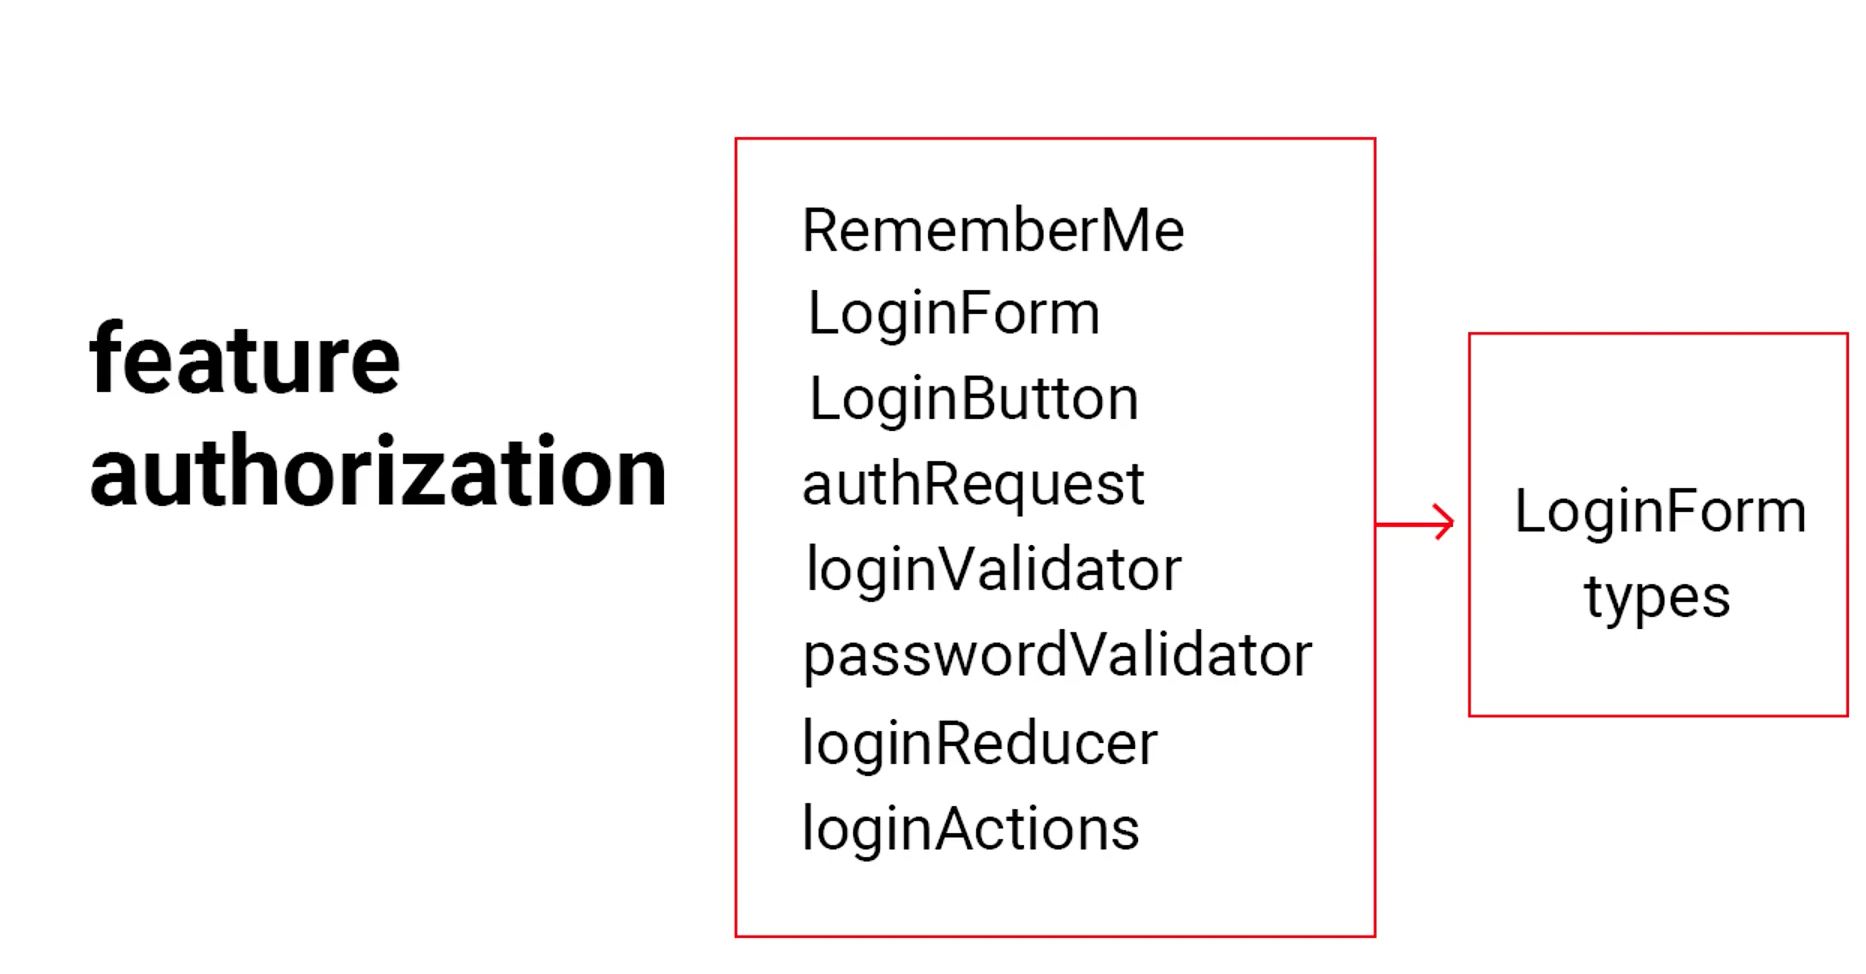 feature
authorization
RememberMe
LoginForm
LoginButton
authRequest
loginValidator
passwordValidator
loginReducer
loginActions
LoginForm
types